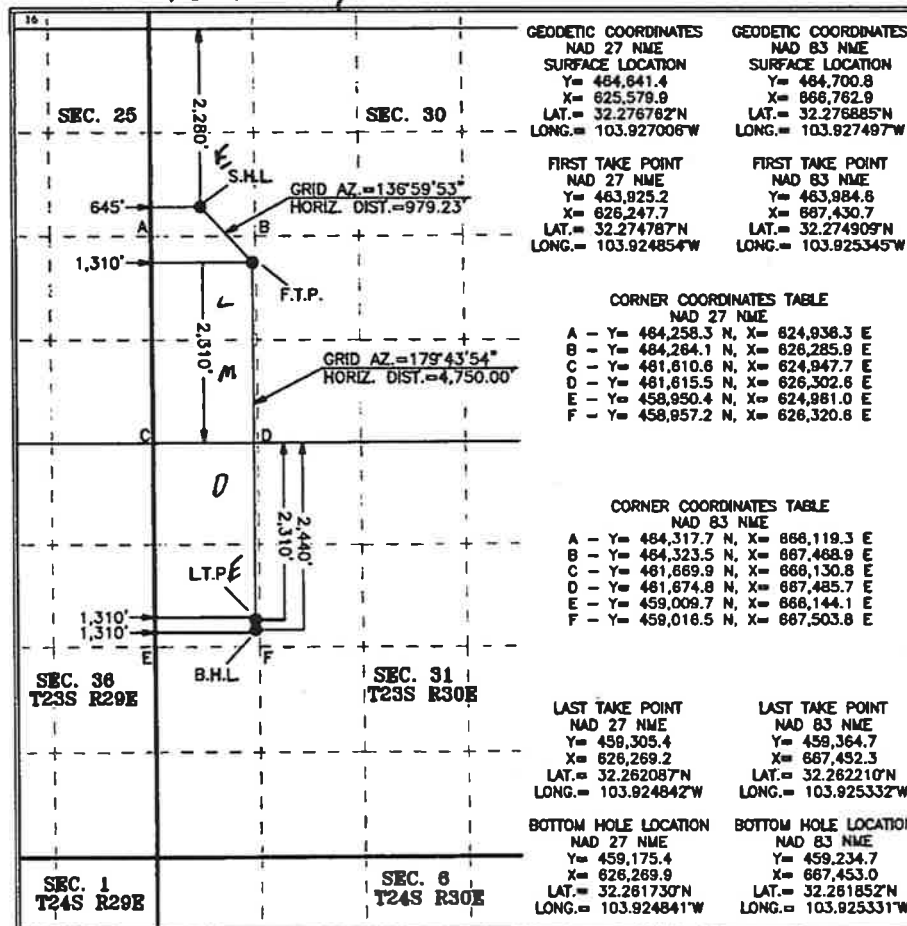 16
SEC. 25
SEC. 30
2,280'
S.H.L.
645'
GRID AZ.=136°59'53"
HORIZ. DIST.=979.23'
A
B
1,310'
F.T.P.
L
2,310'
M
GRID AZ.=179°43'54"
HORIZ. DIST.=4,750.00'
C
D
D
2,310'
2,440'
L.T.P.
E
1,310'
1,310'
E
F
B.H.L.
SEC. 36
T23S R29E
SEC. 31
T23S R30E
SEC. 1
T24S R29E
SEC. 6
T24S R30E
GEODETIC COORDINATES
NAD 27 NME
SURFACE LOCATION
Y= 464,641.4
X= 625,579.9
LAT.= 32.276762°N
LONG.= 103.927006°W
GEODETIC COORDINATES
NAD 83 NME
SURFACE LOCATION
Y= 464,700.8
X= 666,762.9
LAT.= 32.276885°N
LONG.= 103.927497°W
FIRST TAKE POINT
NAD 27 NME
Y= 463,925.2
X= 626,247.7
LAT.= 32.274787°N
LONG.= 103.924854°W
FIRST TAKE POINT
NAD 83 NME
Y= 463,984.6
X= 667,430.7
LAT.= 32.274909°N
LONG.= 103.925345°W
CORNER COORDINATES TABLE
NAD 27 NME
A - Y= 464,258.3 N, X= 624,936.3 E
B - Y= 464,264.1 N, X= 626,285.9 E
C - Y= 461,610.6 N, X= 624,947.7 E
D - Y= 461,615.5 N, X= 626,302.6 E
E - Y= 458,950.4 N, X= 624,961.0 E
F - Y= 458,957.2 N, X= 626,320.6 E
CORNER COORDINATES TABLE
NAD 83 NME
A - Y= 464,317.7 N, X= 666,119.3 E
B - Y= 464,323.5 N, X= 667,468.9 E
C - Y= 461,669.9 N, X= 666,130.8 E
D - Y= 461,674.8 N, X= 667,485.7 E
E - Y= 459,009.7 N, X= 666,144.1 E
F - Y= 459,016.5 N, X= 667,503.8 E
LAST TAKE POINT
NAD 27 NME
Y= 459,305.4
X= 626,269.2
LAT.= 32.262087°N
LONG.= 103.924842°W
LAST TAKE POINT
NAD 83 NME
Y= 459,364.7
X= 667,452.3
LAT.= 32.262210°N
LONG.= 103.925332°W
BOTTOM HOLE LOCATION
NAD 27 NME
Y= 459,175.4
X= 626,269.9
LAT.= 32.261730°N
LONG.= 103.924841°W
BOTTOM HOLE LOCATION
NAD 83 NME
Y= 459,234.7
X= 667,453.0
LAT.= 32.261852°N
LONG.= 103.925331°W